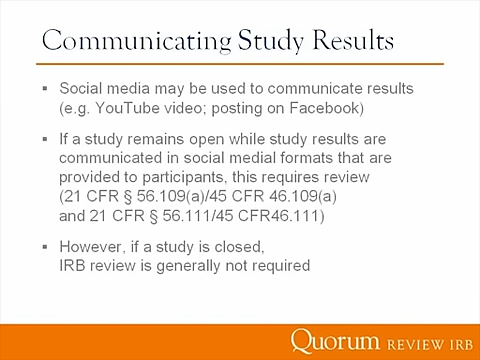 Communicating Study Results
▪ Social media may be used to communicate results
(e.g. YouTube video; posting on Facebook)
▪ If a study remains open while study results are
communicated in social medial formats that are
provided to participants, this requires review
(21 CFR § 56.109(a)/45 CFR 46.109(a)
and 21 CFR § 56.111/45 CFR46.111)
▪ However, if a study is closed,
IRB review is generally not required
Quorum REVIEW IRB